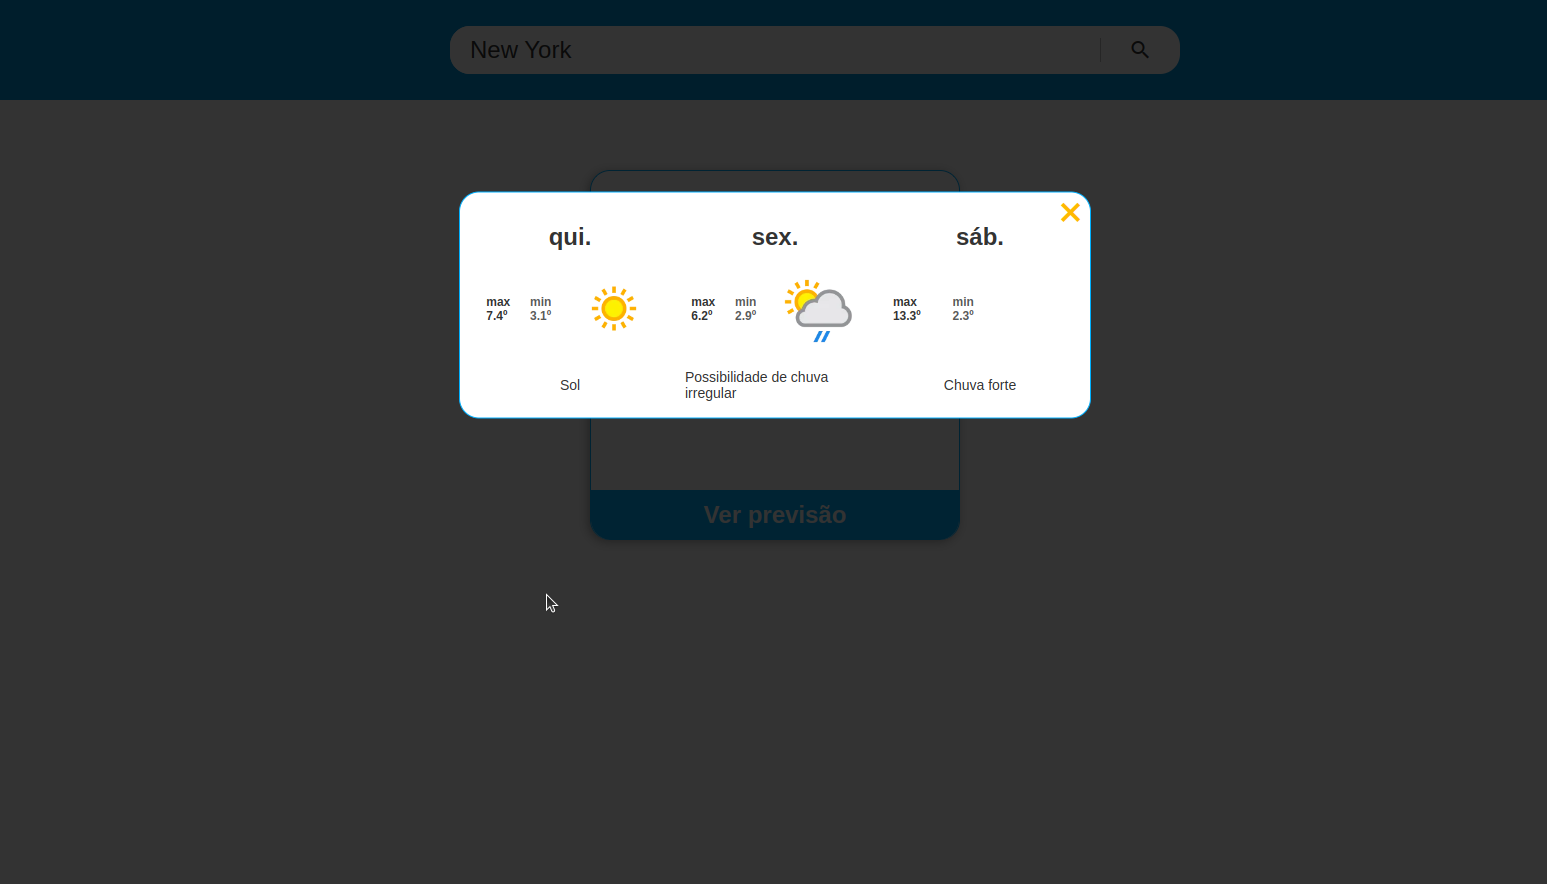 New York
qui.
max min
7.4º 3.1º
Sol
sex.
max min
6.2º 2.9º
Possibilidade de chuva
irregular
sáb.
max min
13.3º 2.3º
Chuva forte
Ver previsão